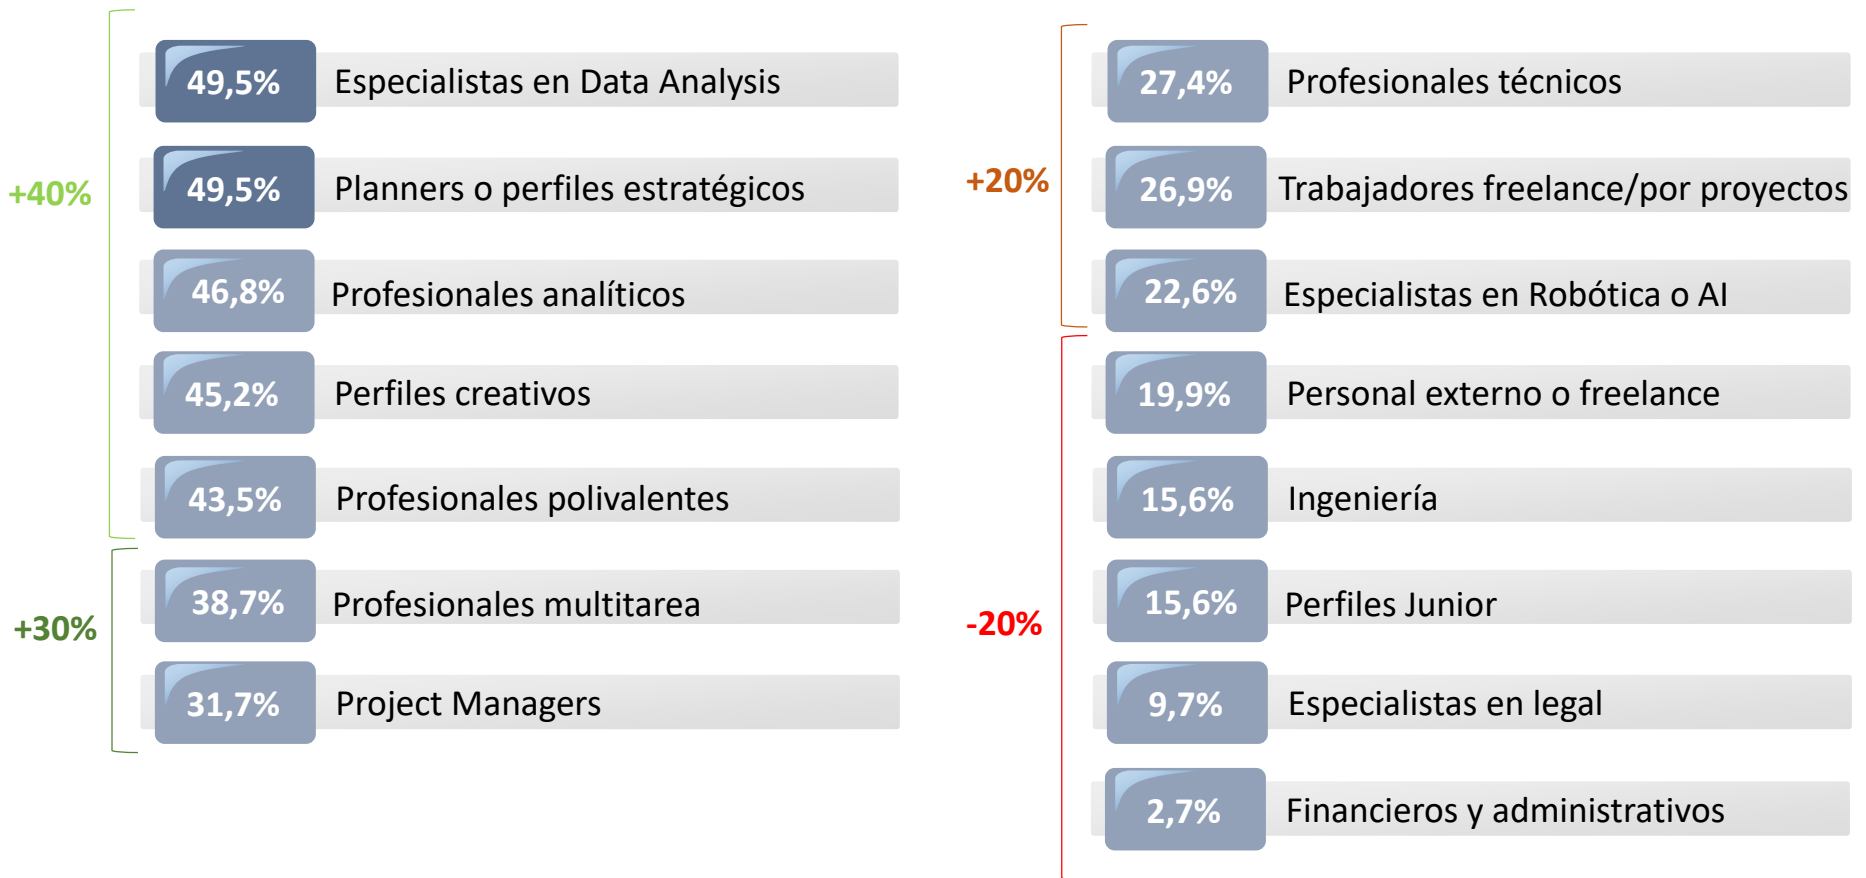 +40%
49,5% Especialistas en Data Analysis
49,5% Planners o perfiles estratégicos
46,8% Profesionales analíticos
45,2% Perfiles creativos
43,5% Profesionales polivalentes
+30%
38,7% Profesionales multitarea
31,7% Project Managers
+20%
27,4% Profesionales técnicos
26,9% Trabajadores freelance/por proyectos
22,6% Especialistas en Robótica o AI
-20%
19,9% Personal externo o freelance
15,6% Ingeniería
15,6% Perfiles Junior
9,7% Especialistas en legal
2,7% Financieros y administrativos